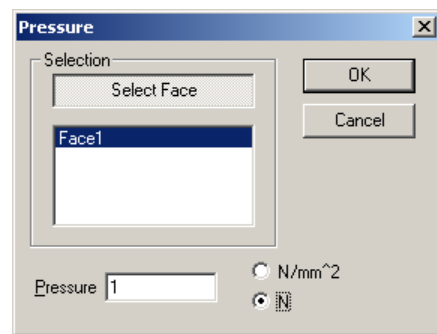 Pressure
Selection
Select Face
OK
Cancel
Face1
Pressure 1
N/mm^2
N